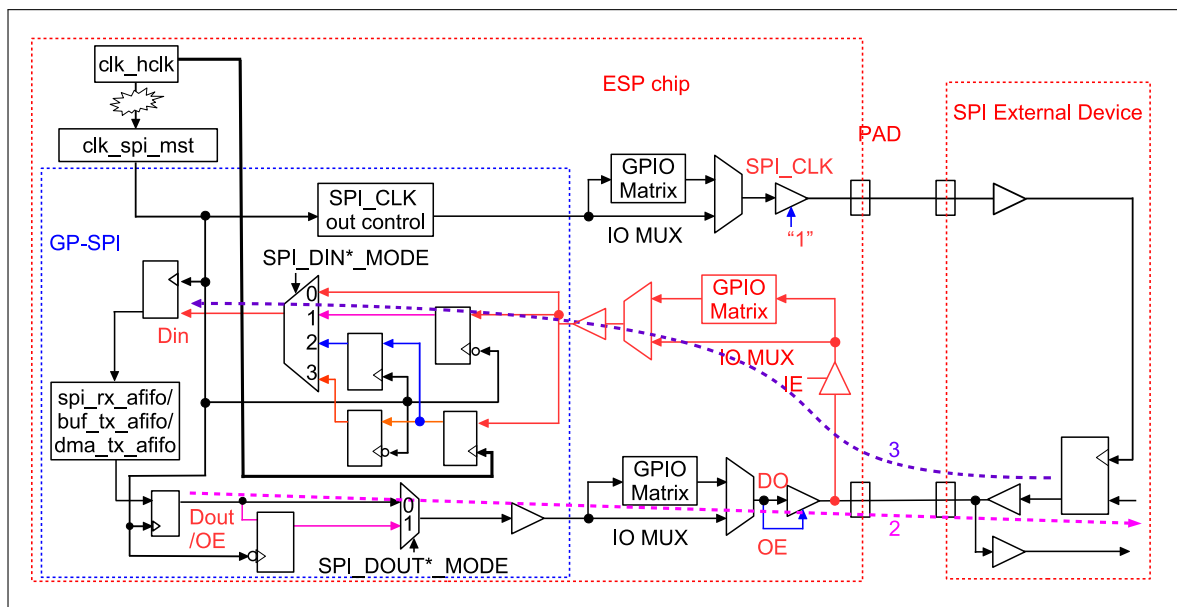 clk_hclk
ESP chip
clk_spi_mst
PAD
SPI External Device
GPIO
Matrix
SPI_CLK
SPI_CLK
out control
GP-SPI
IO MUX
“1”
SPI_DIN*_MODE
0
1
2
3
Din
GPIO
Matrix
IO MUX
IE
spi_rx_afifo/
buf_tx_afifo/
dma_tx_afifo
3
GPIO
Matrix
DO
Dout
/OE
0
1
2
IO MUX
OE
SPI_DOUT*_MODE